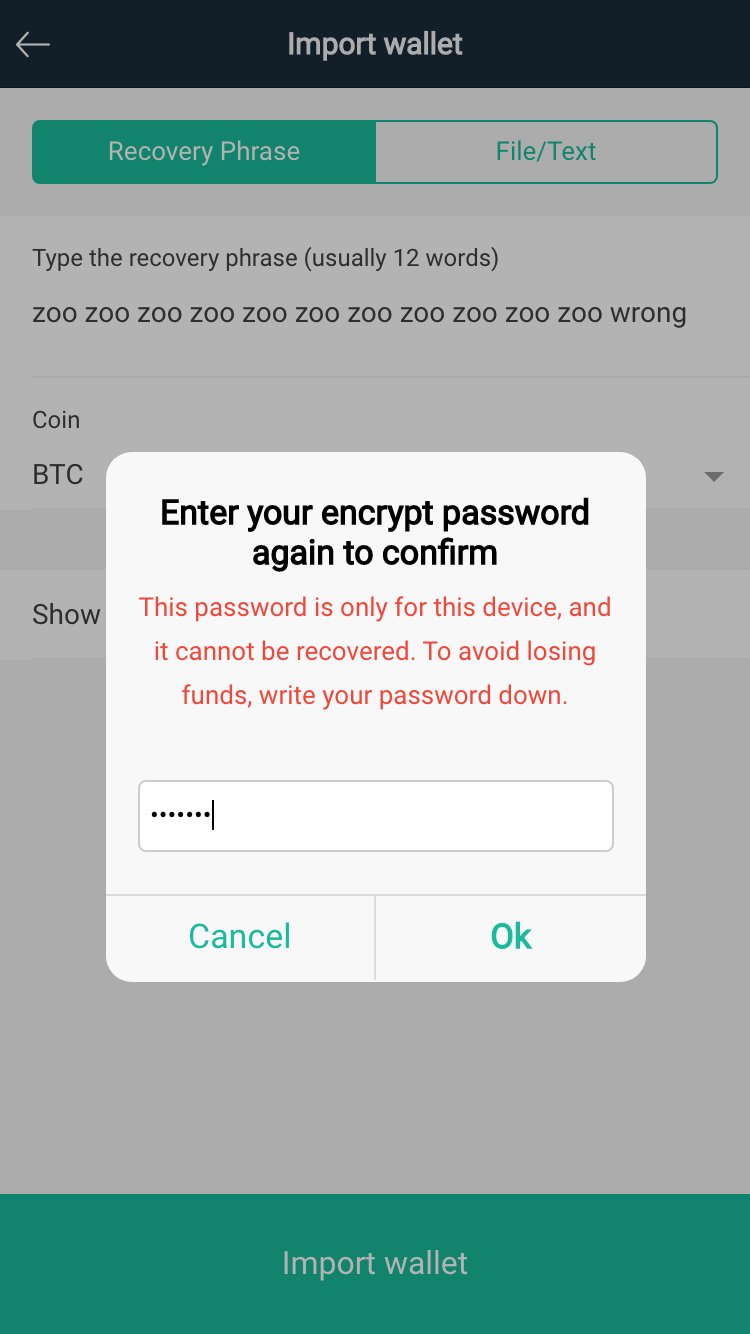 Import wallet
Recovery Phrase
File/Text
Type the recovery phrase (usually 12 words)
zoo zoo zoo zoo zoo zoo zoo zoo zoo zoo zoo wrong
Coin
BTC
Enter your encrypt password
again to confirm
This password is only for this device, and
it cannot be recovered. To avoid losing
funds, write your password down.
Show
•••••••
Cancel
Ok
Import wallet